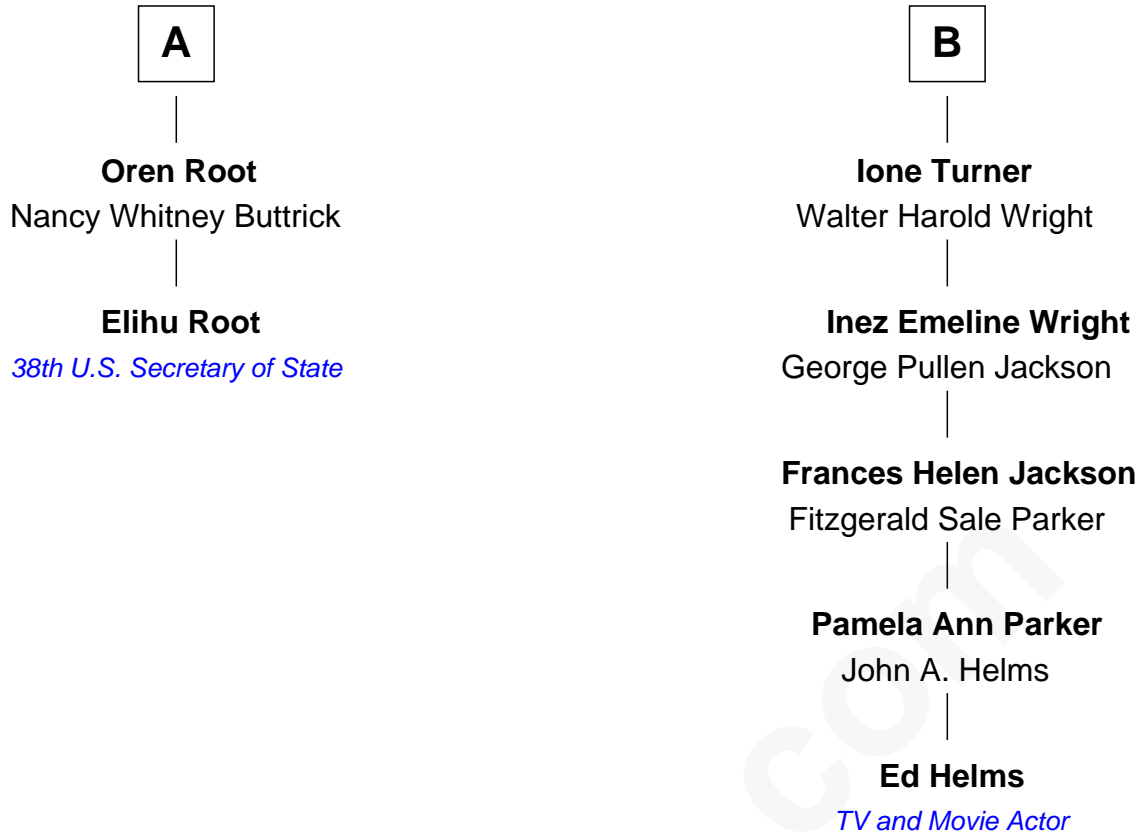 A
Oren Root
Nancy Whitney Buttrick
Elihu Root
38th U.S. Secretary of State
B
Ione Turner
Walter Harold Wright
Inez Emeline Wright
George Pullen Jackson
Frances Helen Jackson
Fitzgerald Sale Parker
Pamela Ann Parker
John A. Helms
Ed Helms
TV and Movie Actor
com